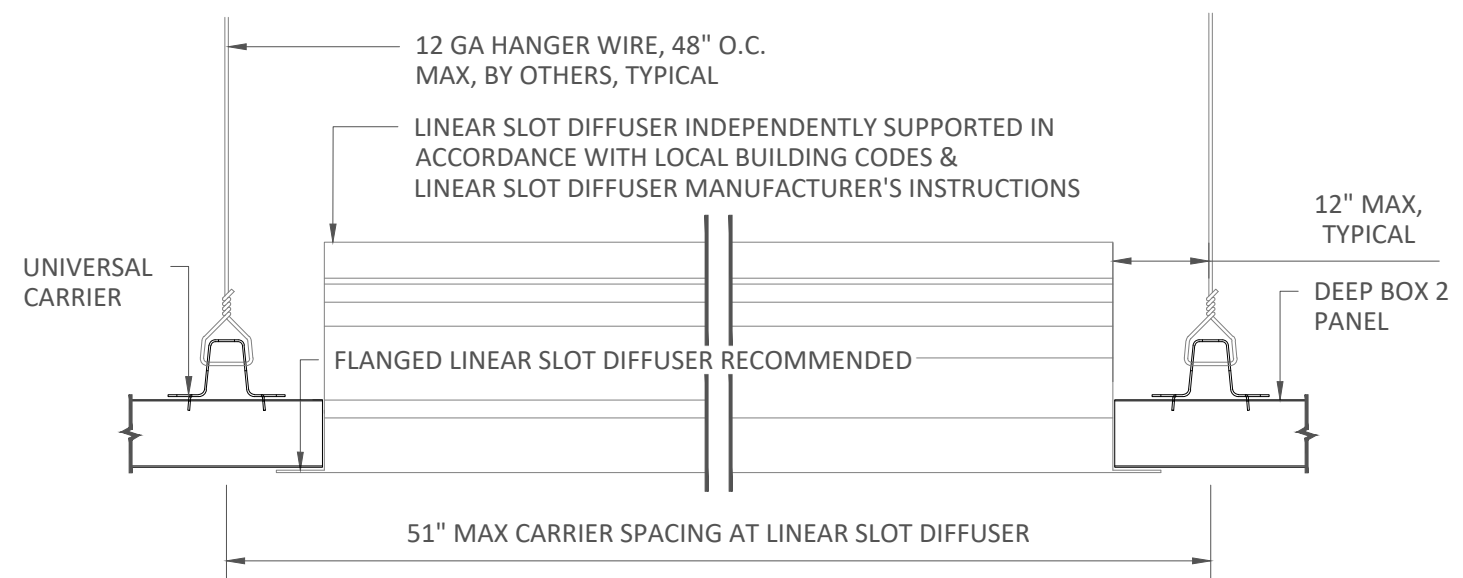 12 GA HANGER WIRE, 48" O.C.
MAX, BY OTHERS, TYPICAL
LINEAR SLOT DIFFUSER INDEPENDENTLY SUPPORTED IN
ACCORDANCE WITH LOCAL BUILDING CODES &
LINEAR SLOT DIFFUSER MANUFACTURER'S INSTRUCTIONS
12" MAX,
TYPICAL
UNIVERSAL
CARRIER
DEEP BOX 2
PANEL
FLANGED LINEAR SLOT DIFFUSER RECOMMENDED
51" MAX CARRIER SPACING AT LINEAR SLOT DIFFUSER